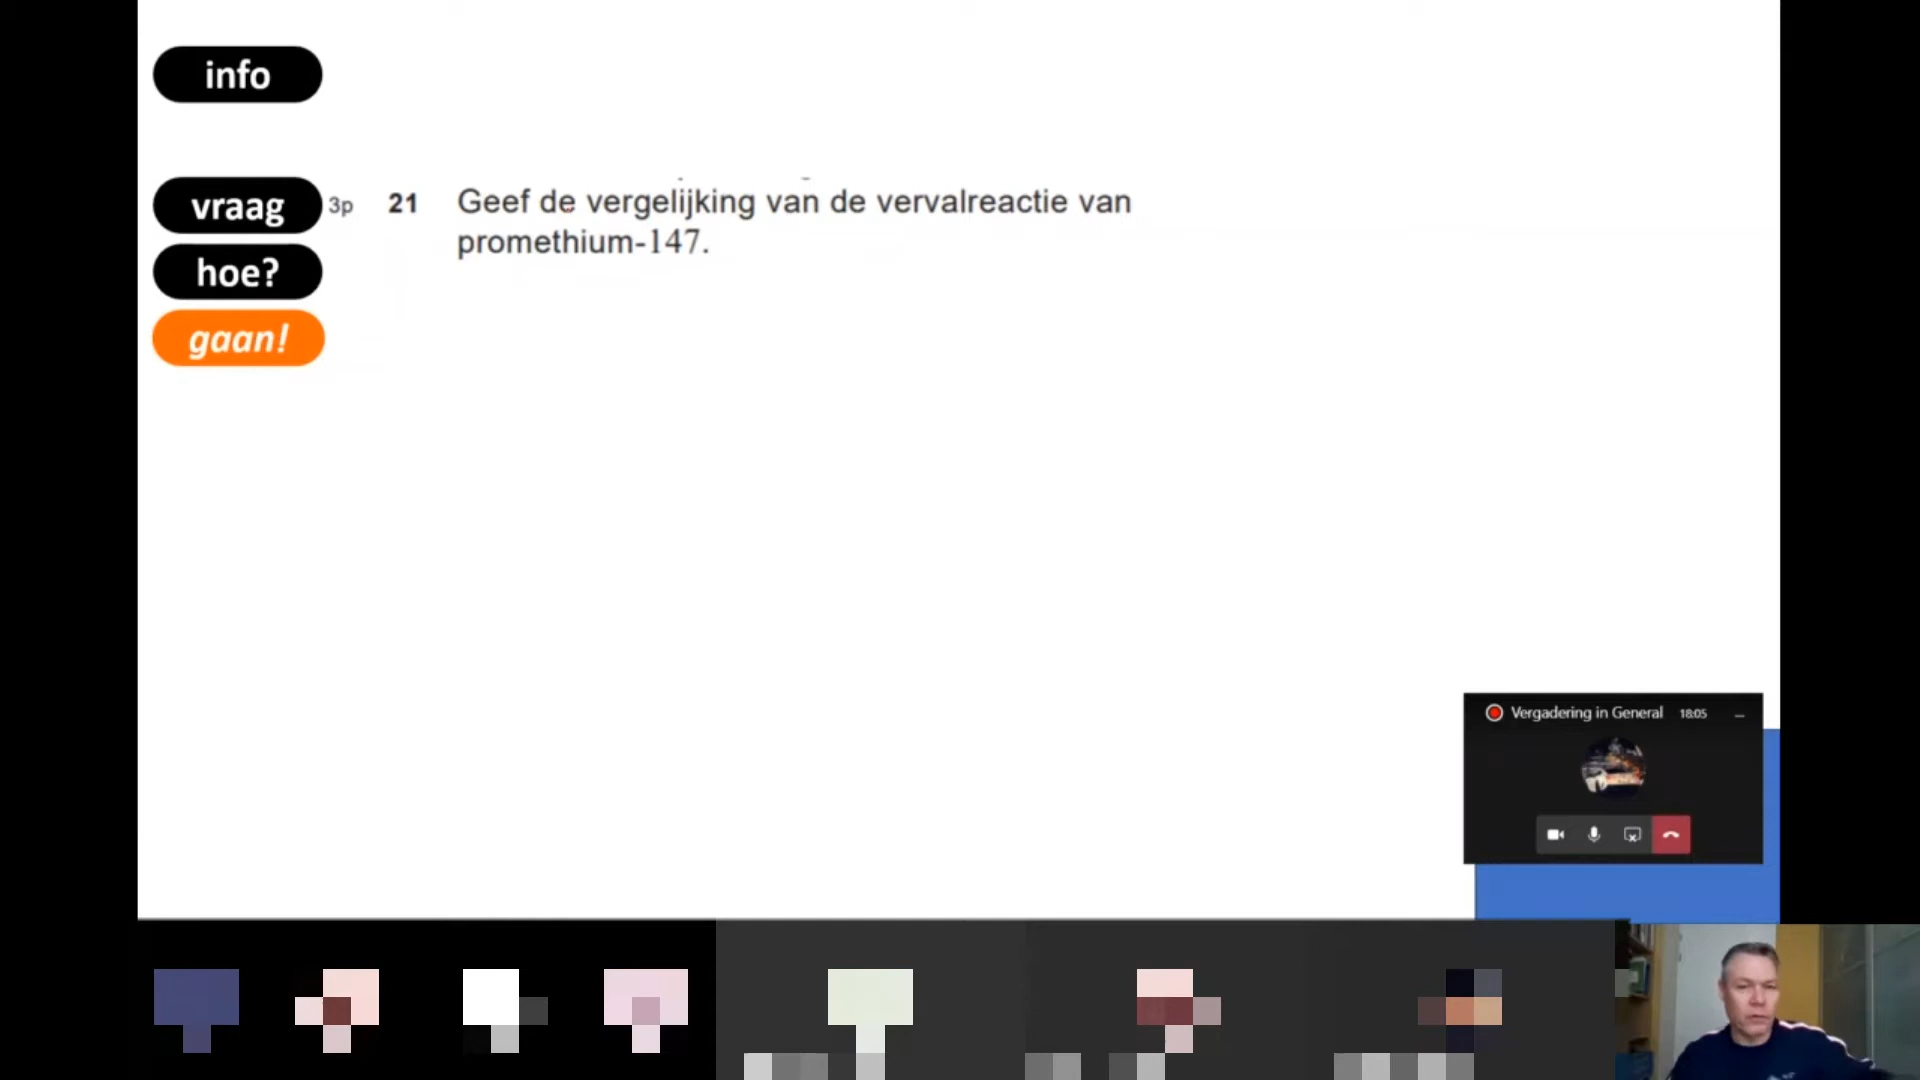 info
vraag 3p 21 Geef de vergelijking van de vervalreactie van
promethium-147.
hoe?
gaan!
Vergadering in General 18:05